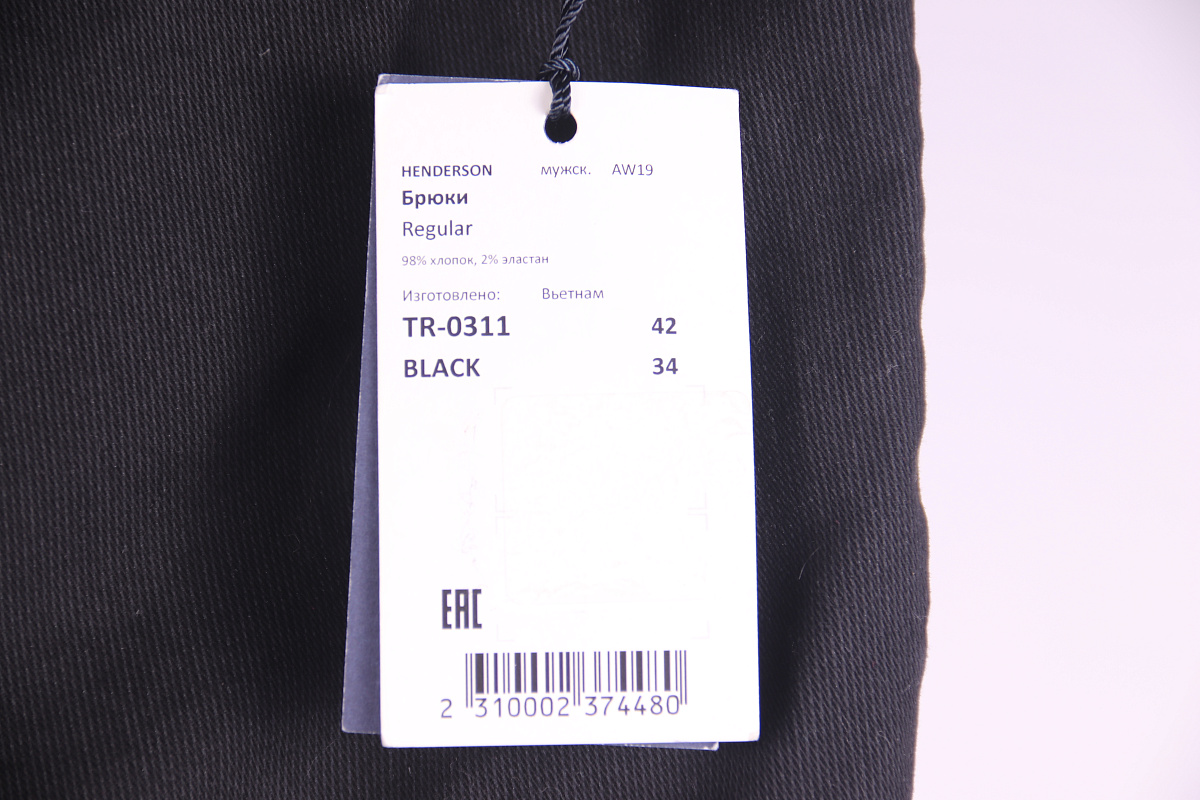 HENDERSON мужск. AW19
Брюки
Regular
98% хлопок, 2% эластан
Изготовлено: Вьетнам
TR-0311 42
BLACK 34
EAC
2 310002 374480